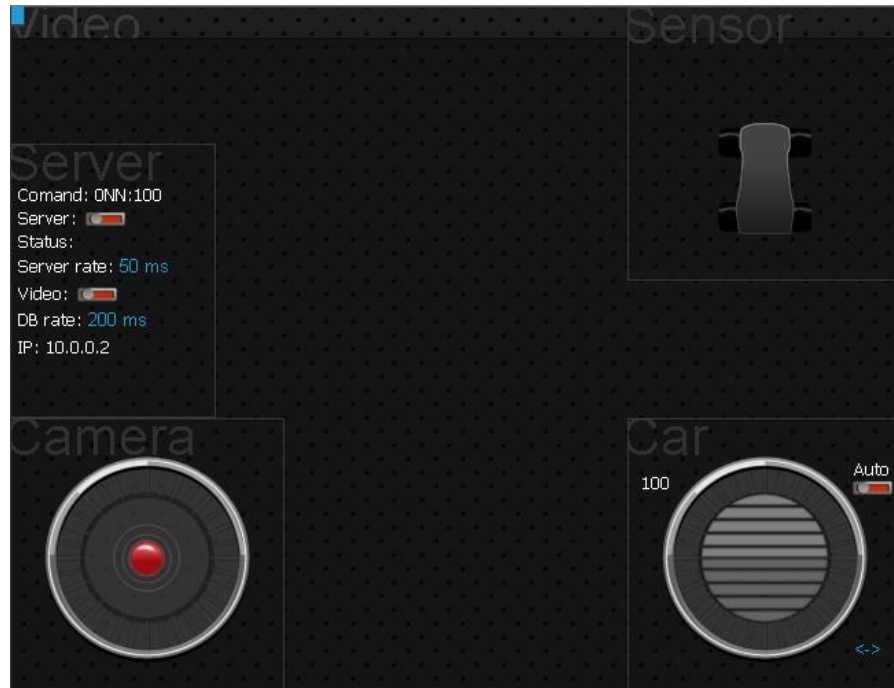 Video
Sensor
Server
Comand: 0NN:100
Server:
Status:
Server rate: 50 ms
Video:
DB rate: 200 ms
IP: 10.0.0.2
Camera
Car
100
Auto
<->